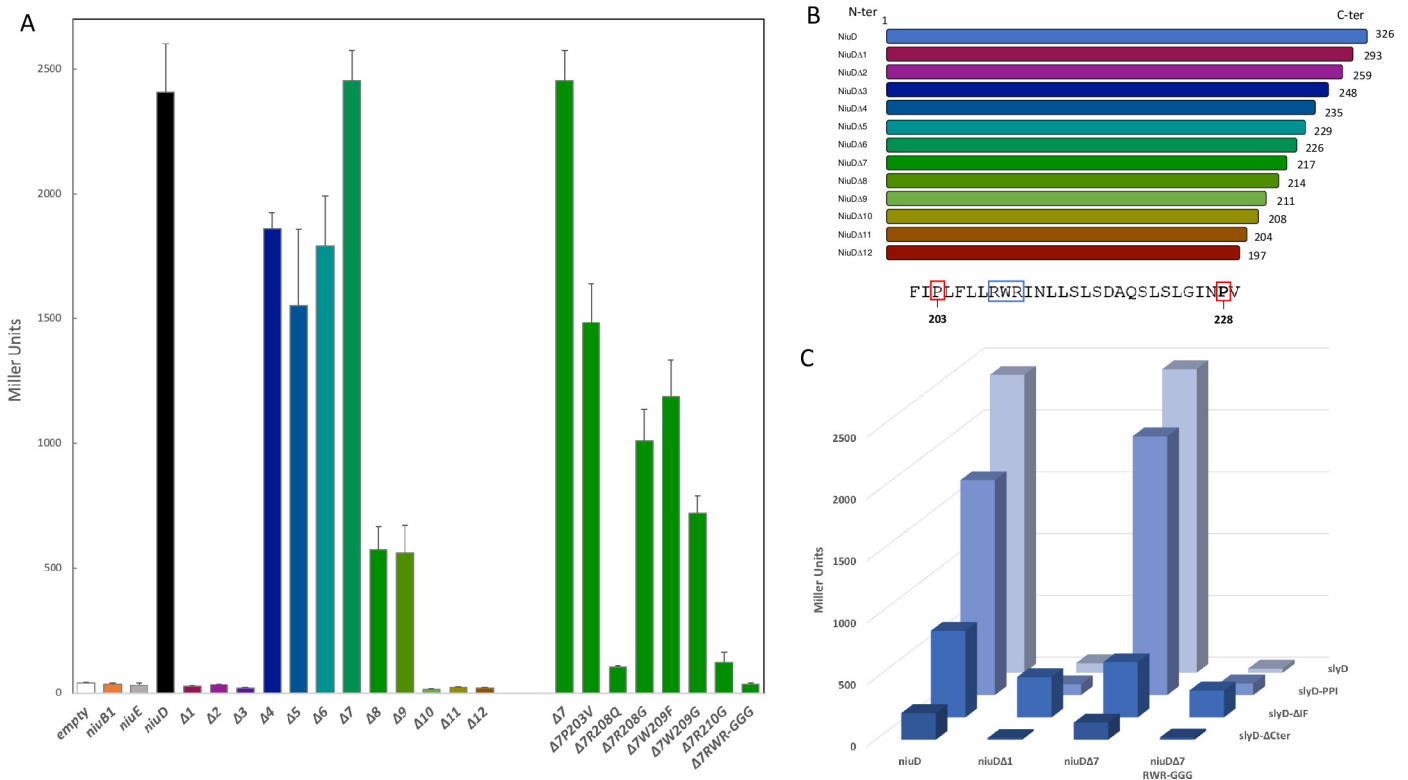 A
Miller Units
2500
2000
1500
1000
500
0
empty
niuB1
niuE
niuD
Δ1
Δ2
Δ3
Δ4
Δ5
Δ6
Δ7
Δ8
Δ9
Δ10
Δ11
Δ12
Δ7
Δ7P203V
Δ7R208Q
Δ7R208G
Δ7W209F
Δ7W209G
Δ7R210G
Δ7RWR-GGG
B
N-ter 1 C-ter
NiuD 326
NiuDΔ1 293
NiuDΔ2 259
NiuDΔ3 248
NiuDΔ4 235
NiuDΔ5 229
NiuDΔ6 226
NiuDΔ7 217
NiuDΔ8 214
NiuDΔ9 211
NiuDΔ10 208
NiuDΔ11 204
NiuDΔ12 197
FIPLFLLRWRINLLSLSDAQSLSLGINPV
203 228
C
Miller Units
2500
2000
1500
1000
500
0
slyD
slyD-PPI
slyD-ΔIF
slyD-ΔCter
niuD niuDΔ1 niuDΔ7 niuDΔ7
RWR-GGG